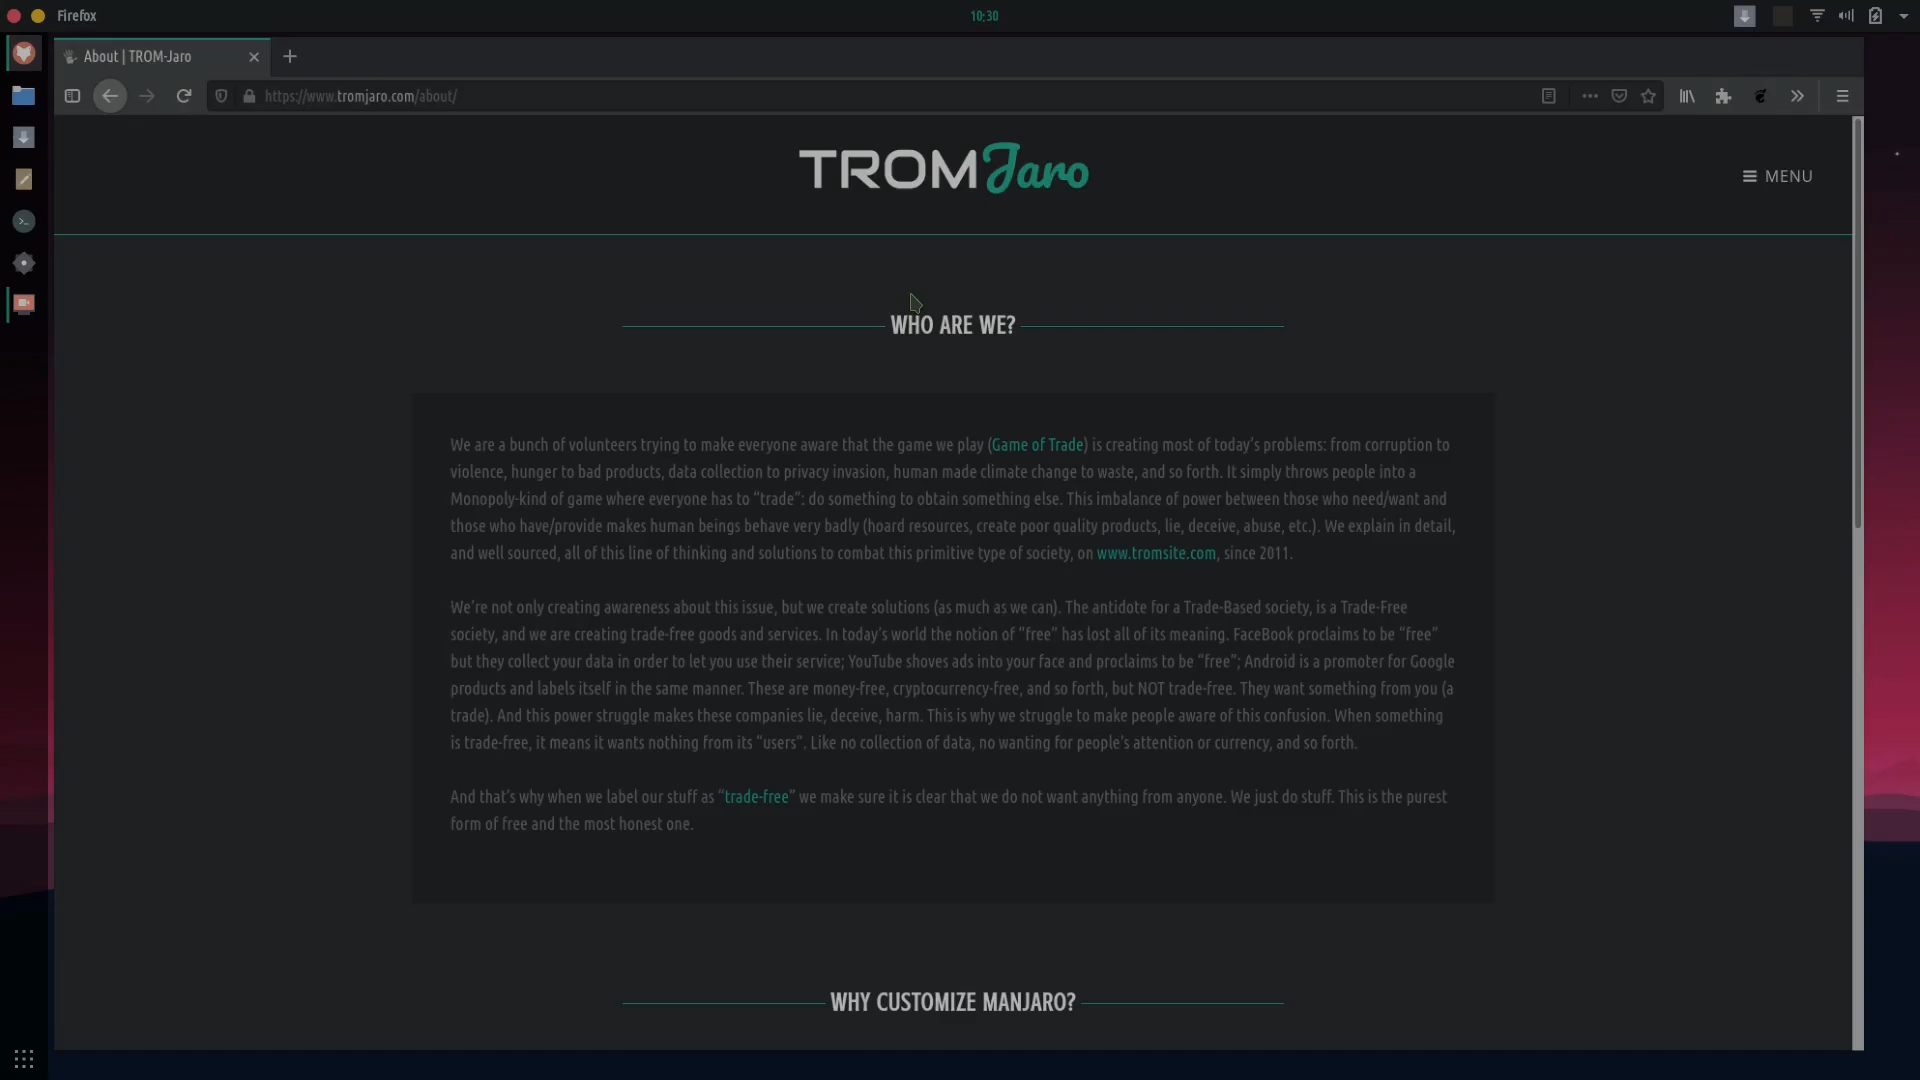 Firefox
10:30
About | TROM-Jaro
https://www.tromjaro.com/about/
TROMJaro
MENU
WHO ARE WE?
We are a bunch of volunteers trying to make everyone aware that the game we play (Game of Trade) is creating most of today's problems: from corruption to
violence, hunger to bad products, data collection to privacy invasion, human made climate change to waste, and so forth. It simply throws people into a
Monopoly-kind of game where everyone has to “trade”: do something to obtain something else. This imbalance of power between those who need/want and
those who have/provide makes human beings behave very badly (hoard resources, create poor quality products, lie, deceive, abuse, etc.). We explain in detail,
and well sourced, all of this line of thinking and solutions to combat this primitive type of society, on www.tromsite.com, since 2011.
We’re not only creating awareness about this issue, but we create solutions (as much as we can). The antidote for a Trade-Based society, is a Trade-Free
society, and we are creating trade-free goods and services. In today’s world the notion of “free” has lost all of its meaning. FaceBook proclaims to be “free”
but they collect your data in order to let you use their service; YouTube shoves ads into your face and proclaims to be “free”; Android is a promoter for Google
products and labels itself in the same manner. These are money-free, cryptocurrency-free, and so forth, but NOT trade-free. They want something from you (a
trade). And this power struggle makes these companies lie, deceive, harm. This is why we struggle to make people aware of this confusion. When something
is trade-free, it means it wants nothing from its “users”. Like no collection of data, no wanting for people’s attention or currency, and so forth.
And that’s why when we label our stuff as “trade-free” we make sure it is clear that we do not want anything from anyone. We just do stuff. This is the purest
form of free and the most honest one.
WHY CUSTOMIZE MANJARO?